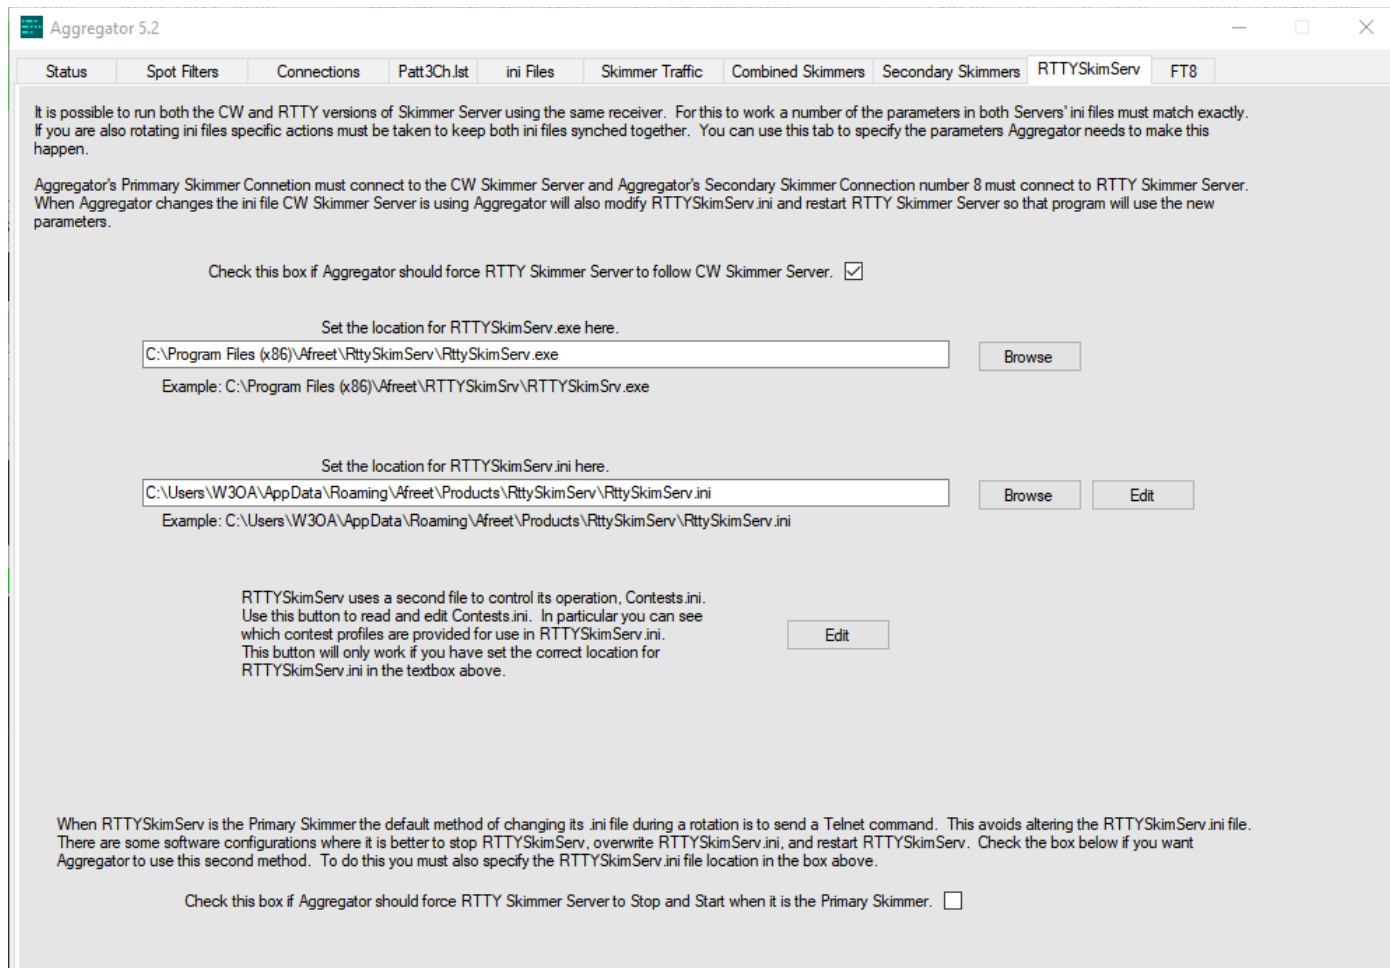 Aggregator 5.2
Status Spot Filters Connections Patt3Ch.lst ini Files Skimmer Traffic Combined Skimmers Secondary Skimmers RTTYSkimServ FT8
It is possible to run both the CW and RTTY versions of Skimmer Server using the same receiver. For this to work a number of the parameters in both Servers' ini files must match exactly.
If you are also rotating ini files specific actions must be taken to keep both ini files synched together. You can use this tab to specify the parameters Aggregator needs to make this
happen.
Aggregator's Primmary Skimmer Connetion must connect to the CW Skimmer Server and Aggregator's Secondary Skimmer Connection number 8 must connect to RTTY Skimmer Server.
When Aggregator changes the ini file CW Skimmer Server is using Aggregator will also modify RTTYSkimServ.ini and restart RTTY Skimmer Server so that program will use the new
parameters.
Check this box if Aggregator should force RTTY Skimmer Server to follow CW Skimmer Server.
Set the location for RTTYSkimServ.exe here.
C:\Program Files (x86)\Afreet\RttySkimServ\RttySkimServ.exe
Browse
Example: C:\Program Files (x86)\Afreet\RTTYSkimSrv\RTTYSkimSrv.exe
Set the location for RTTYSkimServ.ini here.
C:\Users\W3OA\AppData\Roaming\Afreet\Products\RttySkimServ\RttySkimServ.ini
Browse Edit
Example: C:\Users\W3OA\AppData\Roaming\Afreet\Products\RttySkimServ\RttySkimServ.ini
RTTYSkimServ uses a second file to control its operation, Contests.ini.
Use this button to read and edit Contests.ini. In particular you can see
which contest profiles are provided for use in RTTYSkimServ.ini.
This button will only work if you have set the correct location for
RTTYSkimServ.ini in the textbox above.
Edit
When RTTYSkimServ is the Primary Skimmer the default method of changing its .ini file during a rotation is to send a Telnet command. This avoids altering the RTTYSkimServ.ini file.
There are some software configurations where it is better to stop RTTYSkimServ, overwrite RTTYSkimServ.ini, and restart RTTYSkimServ. Check the box below if you want
Aggregator to use this second method. To do this you must also specify the RTTYSkimServ.ini file location in the box above.
Check this box if Aggregator should force RTTY Skimmer Server to Stop and Start when it is the Primary Skimmer.